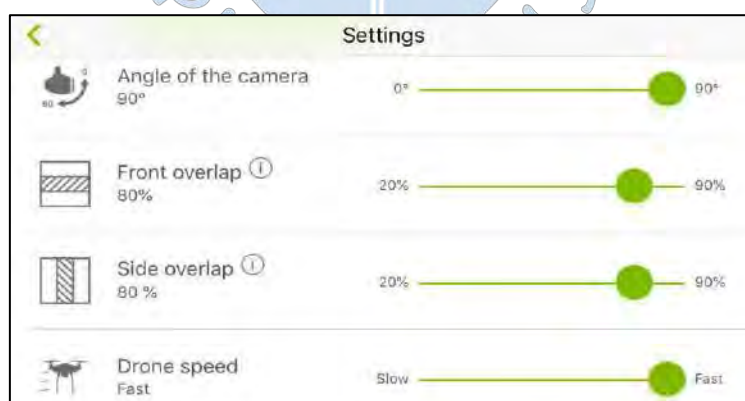 Settings
Angle of the camera
90°
0°
90°
Front overlap
80%
20%
90%
Side overlap
80 %
20%
90%
Drone speed
Fast
Slow
Fast